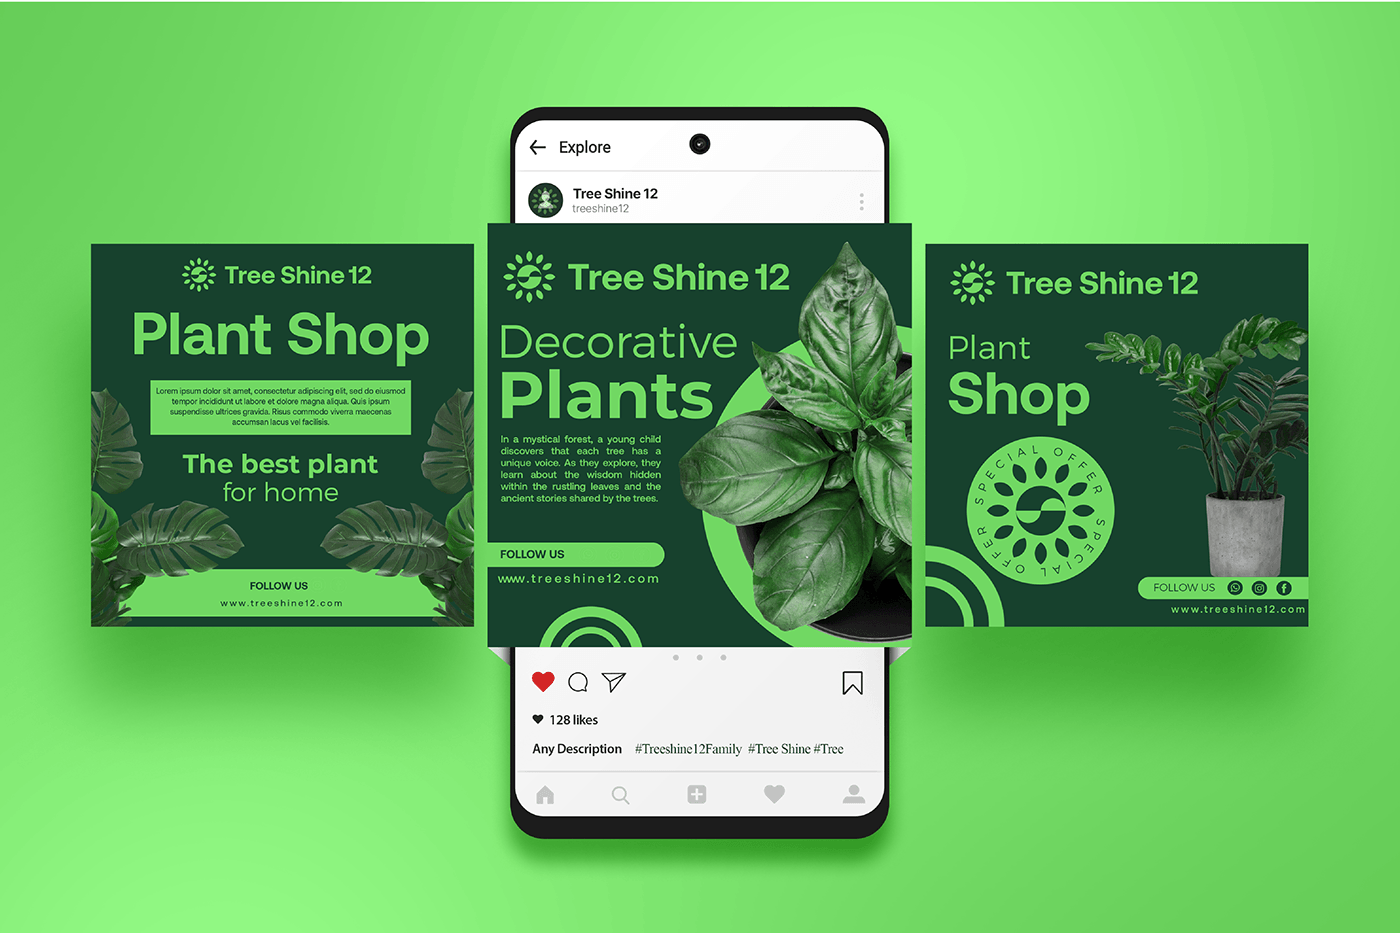 Explore
Tree Shine 12
treeshine12
Tree Shine 12
Plant Shop
Lorem ipsum dolor sit amet, consectetur adipiscing elit, sed do eiusmod
tempor incididunt ut labore et dolore magna aliqua. Quis ipsum
suspendisse ultrices gravida. Risus commodo viverra maecenas
accumsan lacus vel facilisis.
The best plant
for home
FOLLOW US
www.treeshine12.com
Tree Shine 12
Decorative
Plants
In a mystical forest, a young child
discovers that each tree has a
unique voice. As they explore, they
learn about the wisdom hidden
within the rustling leaves and the
ancient stories shared by the trees.
FOLLOW US
www.treeshine12.com
Tree Shine 12
Plant
Shop
SPECIAL OFFER SPECIAL OFFER
FOLLOW US
www.treeshine12.com
128 likes
Any Description #Treeshine12Family #Tree Shine #Tree